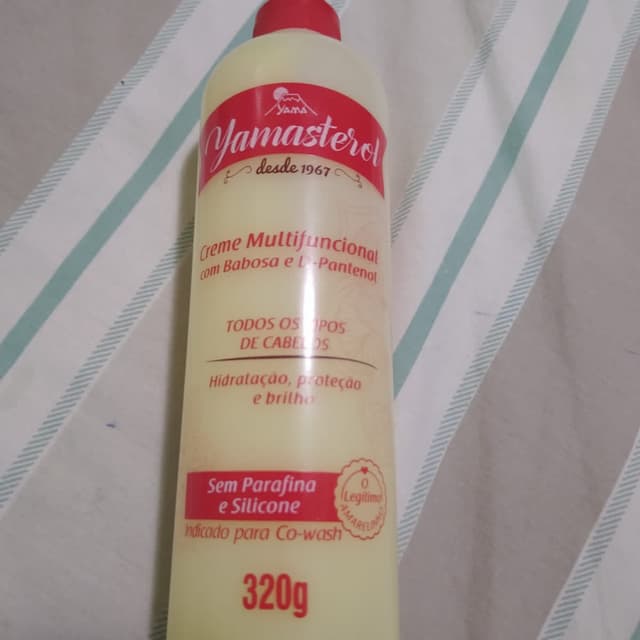 YAMA
Yamasterol
desde 1967
Creme Multifuncional
com Babosa e D-Pantenol
TODOS OS TIPOS
DE CABELOS
Hidratação, proteção
e brilho
Sem Parafina
e Silicone
O
Legítimo
AMARELINHO
Indicado para Co-wash
320g